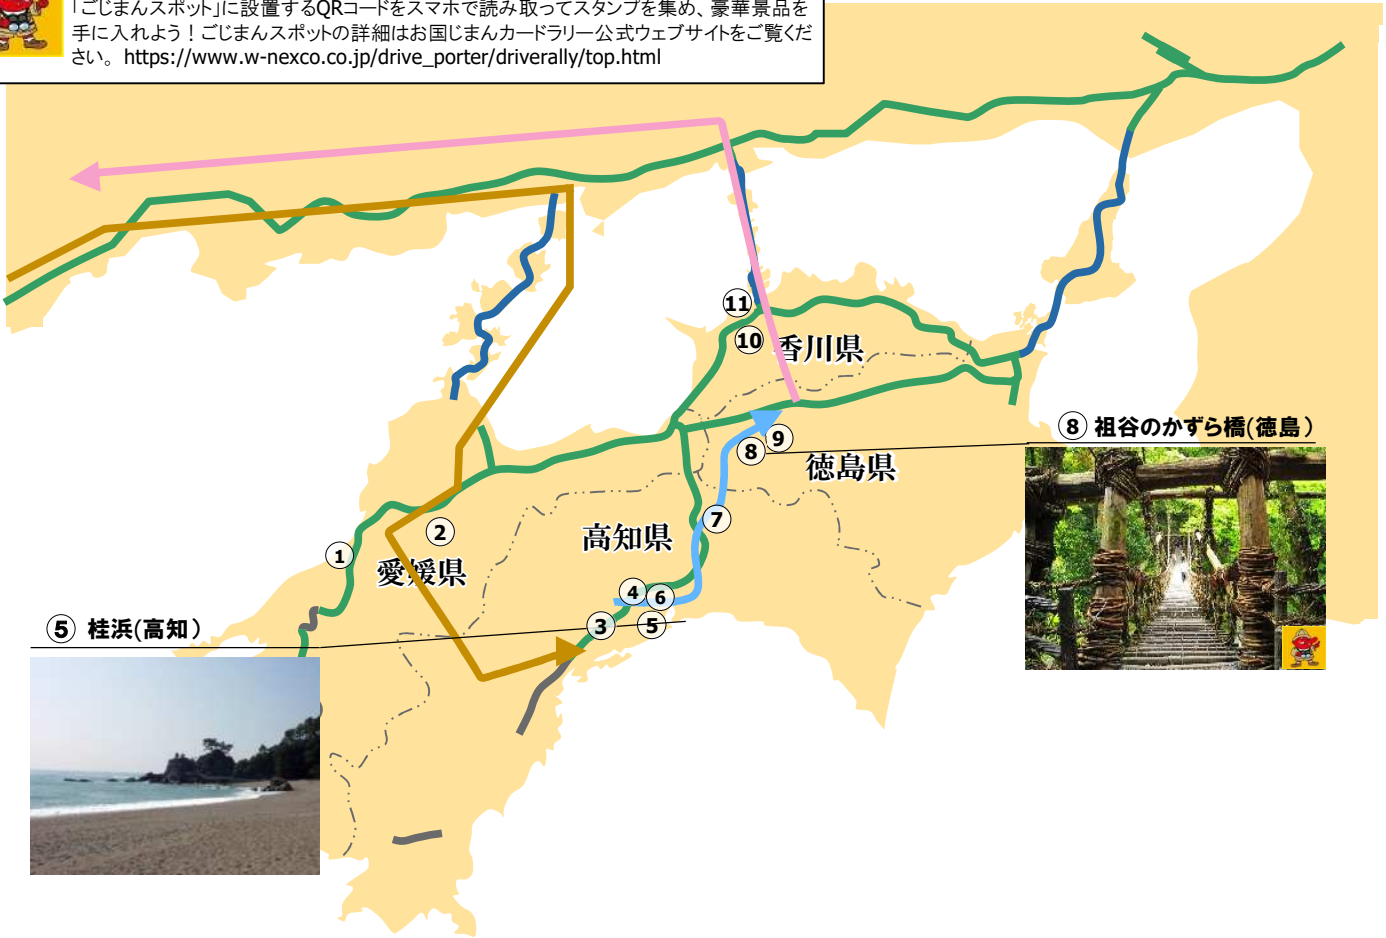 「ごじまんスポット」に設置するQRコードをスマホで読み取ってスタンプを集め、豪華景品を
手に入れよう！ごじまんスポットの詳細はお国じまんカードラリー公式ウェブサイトをご覧くだ
さい。https://www.w-nexco.co.jp/drive_porter/driverally/top.html
⑪
⑩
香川県
⑧ 祖谷のかずら橋(徳島)
⑨
⑧
徳島県
⑦
②
高知県
①
愛媛県
④
⑥
③
⑤
⑤ 桂浜(高知)